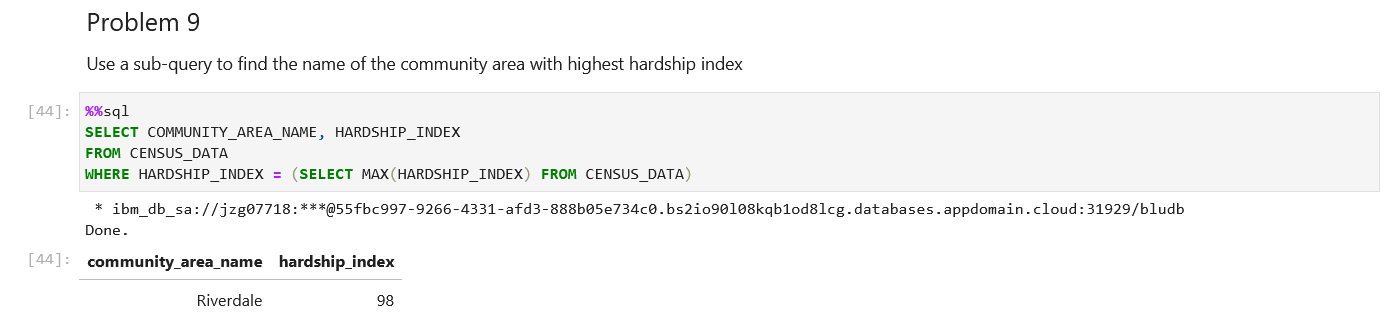 Problem 9
Use a sub-query to find the name of the community area with highest hardship index
[44]: %%sql
SELECT COMMUNITY_AREA_NAME, HARDSHIP_INDEX
FROM CENSUS_DATA
WHERE HARDSHIP_INDEX = (SELECT MAX(HARDSHIP_INDEX) FROM CENSUS_DATA)
* ibm_db_sa://jzg07718:***@55fbc997-9266-4331-afd3-888b05e734c0.bs2io90l08kqb1od8lcg.databases.appdomain.cloud:31929/bludb
Done.
[44]: community_area_name hardship_index
Riverdale 98